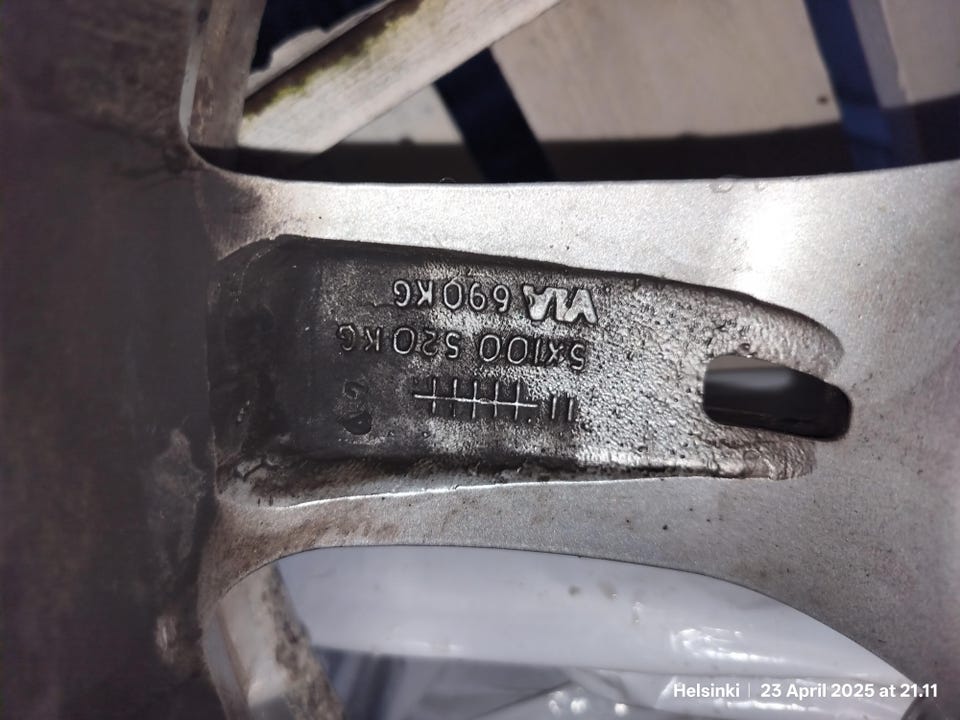 5X100 520KG
VIA 690KG
Helsinki | 23 April 2025 at 21.11